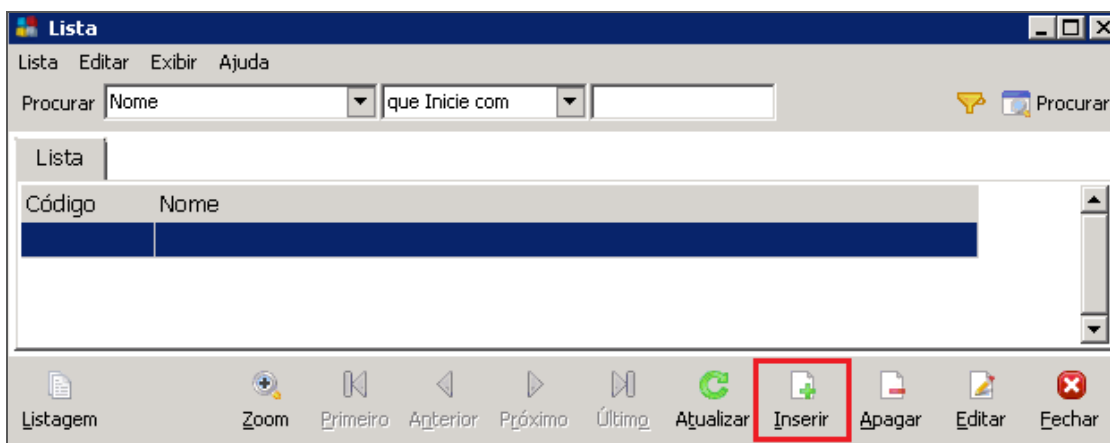 Lista
Lista Editar Exibir Ajuda
Procurar Nome que Inicie com Procurar
Lista
Código Nome
Listagem Zoom Primeiro Anterior Próximo Último Atualizar Inserir Apagar Editar Fechar